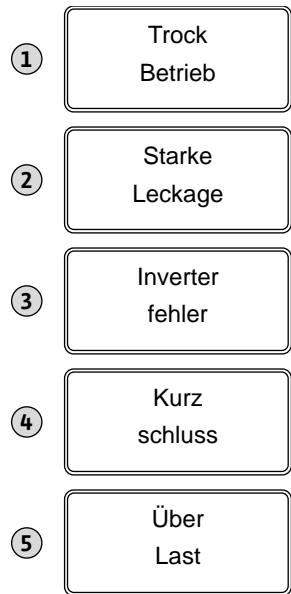 1
Trock
Betrieb
2
Starke
Leckage
3
Inverter
fehler
4
Kurz
schluss
5
Über
Last